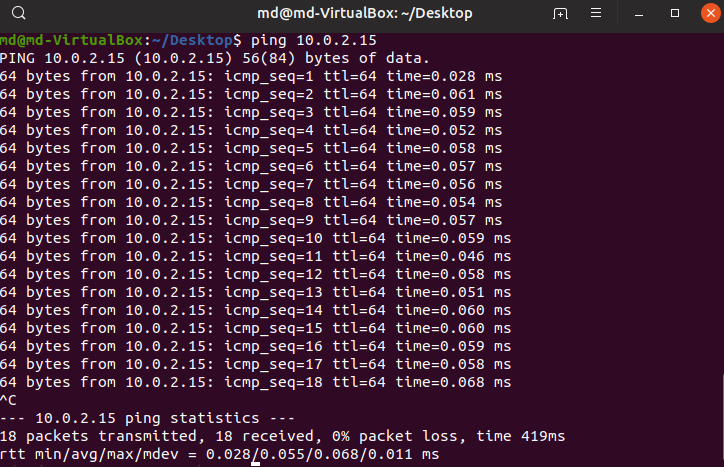 md@md-VirtualBox: ~/Desktop
md@md-VirtualBox:~/Desktop$ ping 10.0.2.15
PING 10.0.2.15 (10.0.2.15) 56(84) bytes of data.
64 bytes from 10.0.2.15: icmp_seq=1 ttl=64 time=0.028 ms
64 bytes from 10.0.2.15: icmp_seq=2 ttl=64 time=0.061 ms
64 bytes from 10.0.2.15: icmp_seq=3 ttl=64 time=0.059 ms
64 bytes from 10.0.2.15: icmp_seq=4 ttl=64 time=0.052 ms
64 bytes from 10.0.2.15: icmp_seq=5 ttl=64 time=0.058 ms
64 bytes from 10.0.2.15: icmp_seq=6 ttl=64 time=0.057 ms
64 bytes from 10.0.2.15: icmp_seq=7 ttl=64 time=0.056 ms
64 bytes from 10.0.2.15: icmp_seq=8 ttl=64 time=0.054 ms
64 bytes from 10.0.2.15: icmp_seq=9 ttl=64 time=0.057 ms
64 bytes from 10.0.2.15: icmp_seq=10 ttl=64 time=0.059 ms
64 bytes from 10.0.2.15: icmp_seq=11 ttl=64 time=0.046 ms
64 bytes from 10.0.2.15: icmp_seq=12 ttl=64 time=0.058 ms
64 bytes from 10.0.2.15: icmp_seq=13 ttl=64 time=0.051 ms
64 bytes from 10.0.2.15: icmp_seq=14 ttl=64 time=0.060 ms
64 bytes from 10.0.2.15: icmp_seq=15 ttl=64 time=0.060 ms
64 bytes from 10.0.2.15: icmp_seq=16 ttl=64 time=0.059 ms
64 bytes from 10.0.2.15: icmp_seq=17 ttl=64 time=0.058 ms
64 bytes from 10.0.2.15: icmp_seq=18 ttl=64 time=0.068 ms
^C
--- 10.0.2.15 ping statistics ---
18 packets transmitted, 18 received, 0% packet loss, time 419ms
rtt min/avg/max/mdev = 0.028/0.055/0.068/0.011 ms